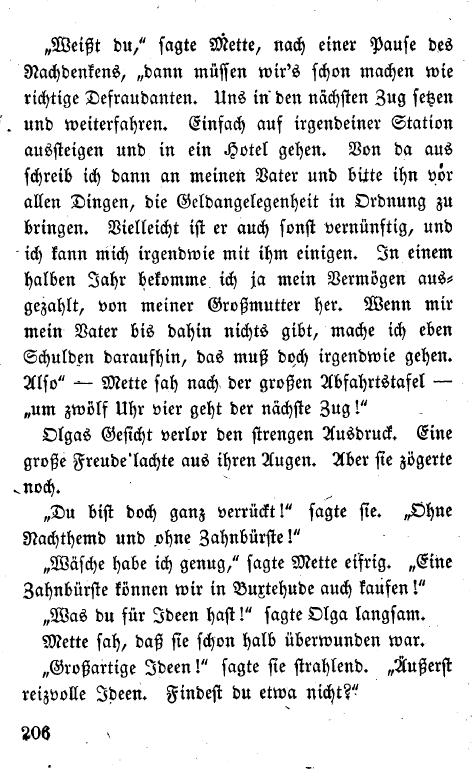 „Weißt du,“ sagte Mette, nach einer Pause des
Nachdenkens, „dann müssen wir's schon machen wie
richtige Defraudanten. Uns in den nächsten Zug setzen
und weiterfahren. Einfach auf irgendeiner Station
aussteigen und in ein Hotel gehen. Von da aus
schreib ich dann an meinen Vater und bitte ihn vor
allen Dingen, die Geldangelegenheit in Ordnung zu
bringen. Vielleicht ist er auch sonst vernünftig, und
ich kann mich irgendwie mit ihm einigen. In einem
halben Jahr bekomme ich ja mein Vermögen aus-
gezahlt, von meiner Großmutter her. Wenn mir
mein Vater bis dahin nichts gibt, mache ich eben
Schulden daraufhin, das muß doch irgendwie gehen.
Also“ — Mette sah nach der großen Abfahrtstafel —
„um zwölf Uhr vier geht der nächste Zug!“
Olgas Gesicht verlor den strengen Ausdruck. Eine
große Freude lachte aus ihren Augen. Aber sie zögerte
noch.
„Du bist doch ganz verrückt!“ sagte sie. „Ohne
Nachthemd und ohne Zahnbürste!“
„Wäsche habe ich genug,“ sagte Mette eifrig. „Eine
Zahnbürste können wir in Buxtehude auch kaufen!“
„Was du für Ideen hast!“ sagte Olga langsam.
Mette sah, daß sie schon halb überwunden war.
„Großartige Ideen!“ sagte sie strahlend. „Äußerst
reizvolle Ideen. Findest du etwa nicht?“
206